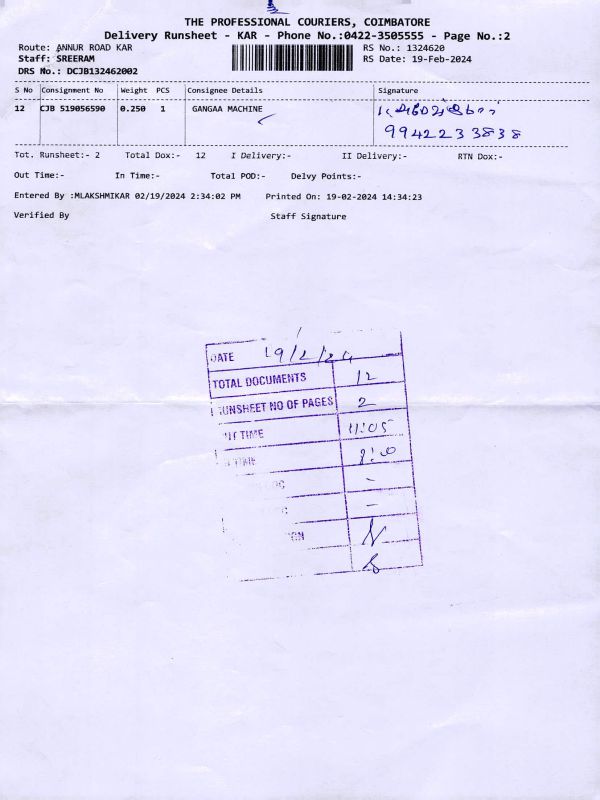 THE PROFESSIONAL COURIERS, COIMBATORE
Delivery Runsheet - KAR - Phone No.:0422-3505555 - Page No.:2
Route: ANNUR ROAD KAR
RS No.: 1324620
Staff: SREERAM
RS Date: 19-Feb-2024
DRS No.: DCJB132462002
S No Consignment No Weight PCS Consignee Details Signature
12 CJB 519056590 0.250 1 GANGAA MACHINE
9942233838
Tot. Runsheet:- 2 Total Dox:- 12 I Delivery:- II Delivery:- RTN Dox:-
Out Time:- In Time:- Total POD:- Delvy Points:-
Entered By :MLAKSHMIKAR 02/19/2024 2:34:02 PM Printed On: 19-02-2024 14:34:23
Verified By Staff Signature
DATE 19/2/24
TOTAL DOCUMENTS 12
RUNSHEET NO OF PAGES 2
TIME 11:05
TIME
-
-
N